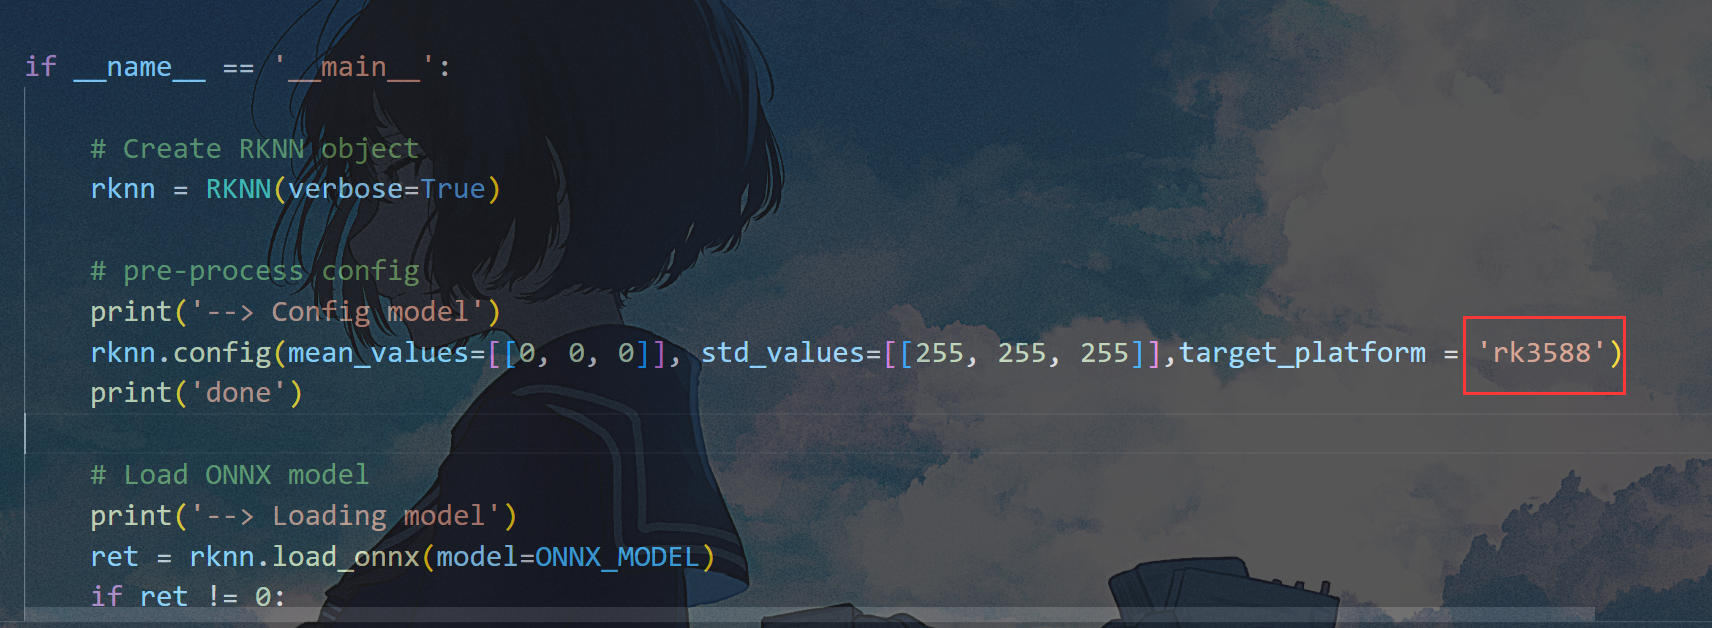 if __name__ == '__main__':
# Create RKNN object
rknn = RKNN(verbose=True)
# pre-process config
print('--> Config model')
rknn.config(mean_values=[[0, 0, 0]], std_values=[[255, 255, 255]],target_platform = 'rk3588')
print('done')
# Load ONNX model
print('--> Loading model')
ret = rknn.load_onnx(model=ONNX_MODEL)
if ret != 0: